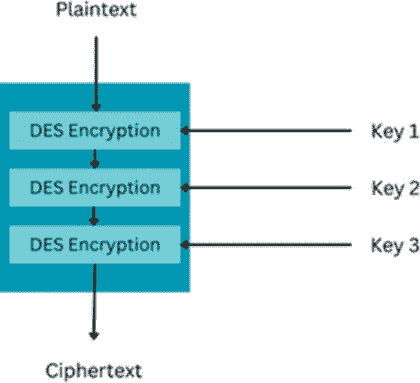 Plaintext
DES Encryption
Key 1
DES Encryption
Key 2
DES Encryption
Key 3
Ciphertext